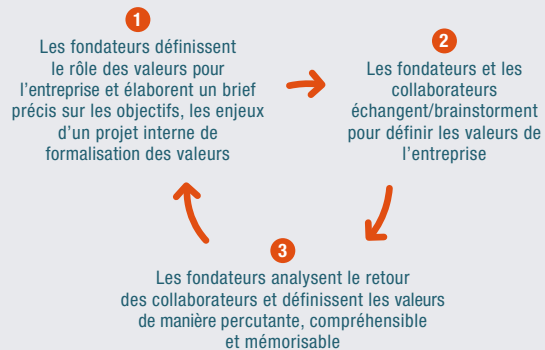 1
Les fondateurs définissent
le rôle des valeurs pour
l'entreprise et élaborent un brief
précis sur les objectifs, les enjeux
d'un projet interne de
formalisation des valeurs
2
Les fondateurs et les
collaborateurs
échangent/brainstorment
pour définir les valeurs de
l'entreprise
3
Les fondateurs analysent le retour
des collaborateurs et définissent les valeurs
de manière percutante, compréhensible
et mémorisable